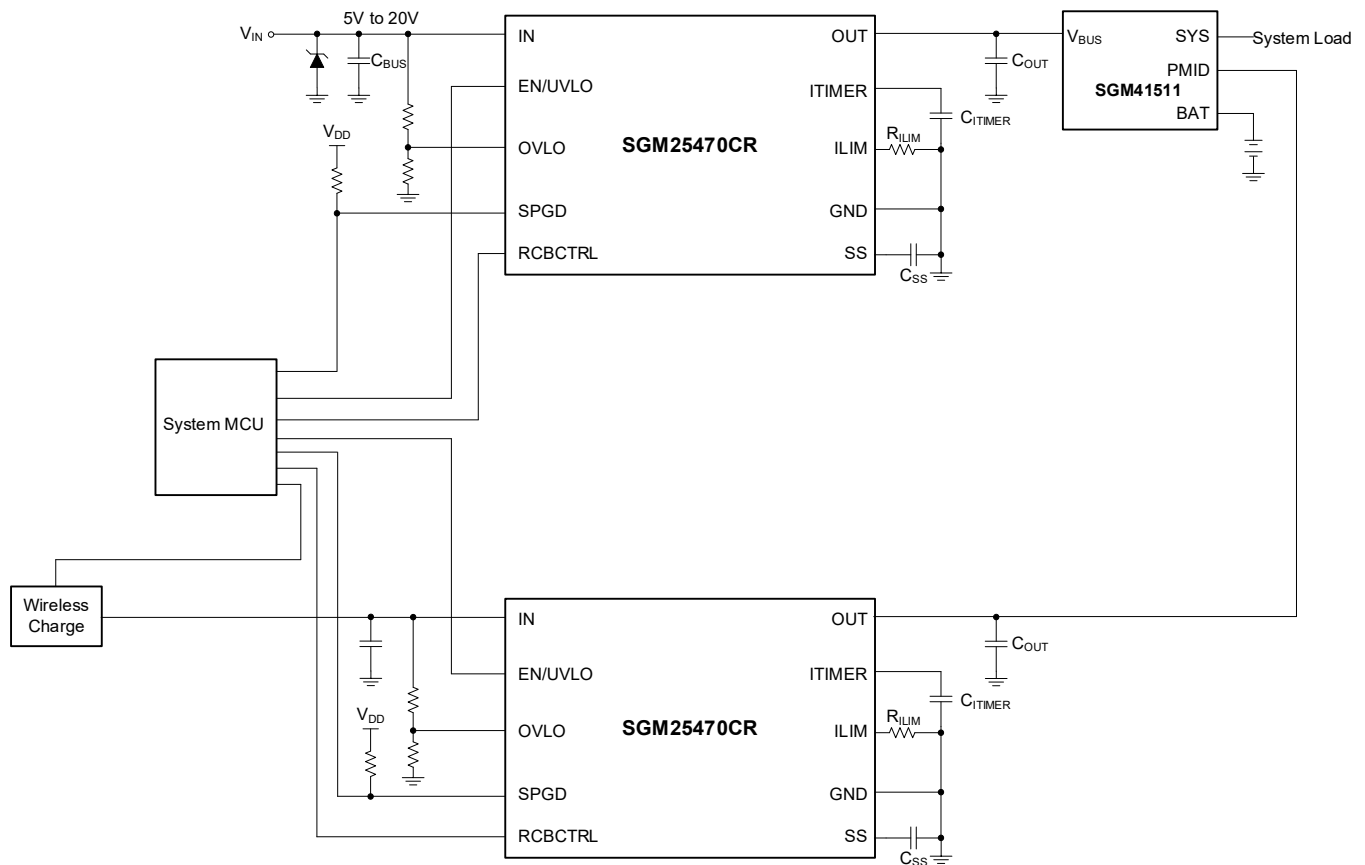 5V to 20V
VIN
CBUS
IN
EN/UVLO
OVLO
SPGD
RCBCTRL
SGM25470CR
OUT
ITIMER
ILIM
GND
SS
VDD
COUT
CITIMER
RILIM
CSS
VBUS
SYS
PMID
BAT
SGM41511
System Load
System MCU
Wireless
Charge
IN
EN/UVLO
OVLO
SPGD
RCBCTRL
SGM25470CR
OUT
ITIMER
ILIM
GND
SS
VDD
COUT
CITIMER
RILIM
CSS